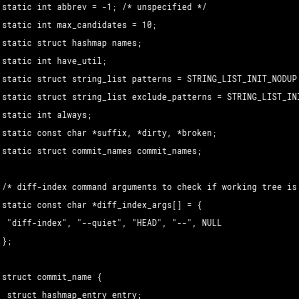 static int abbrev = -1; /* unspecified */
static int max_candidates = 10;
static struct hashmap names;
static int have_util;
static struct string_list patterns = STRING_LIST_INIT_NODUP
static struct string_list exclude_patterns = STRING_LIST_INI
static int always;
static const char *suffix, *dirty, *broken;
static struct commit_names commit_names;
/* diff-index command arguments to check if working tree is
static const char *diff_index_args[] = {
"diff-index", "--quiet", "HEAD", "--", NULL
};
struct commit_name {
struct hashmap_entry entry;